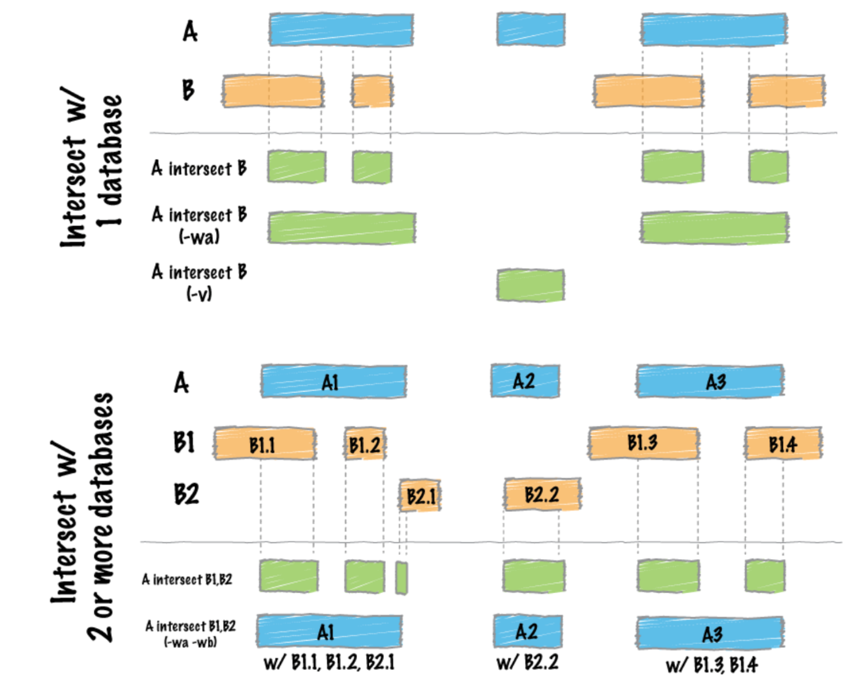 Intersect w/
1 database
A
B
A intersect B
A intersect B
(-wa)
A intersect B
(-v)
Intersect w/
2 or more databases
A
A1
A2
A3
B1
B1.1
B1.2
B1.3
B1.4
B2
B2.1
B2.2
A intersect B1,B2
A intersect B1,B2
(-wa -wb)
A1
A2
A3
w/ B1.1, B1.2, B2.1
w/ B2.2
w/ B1.3, B1.4